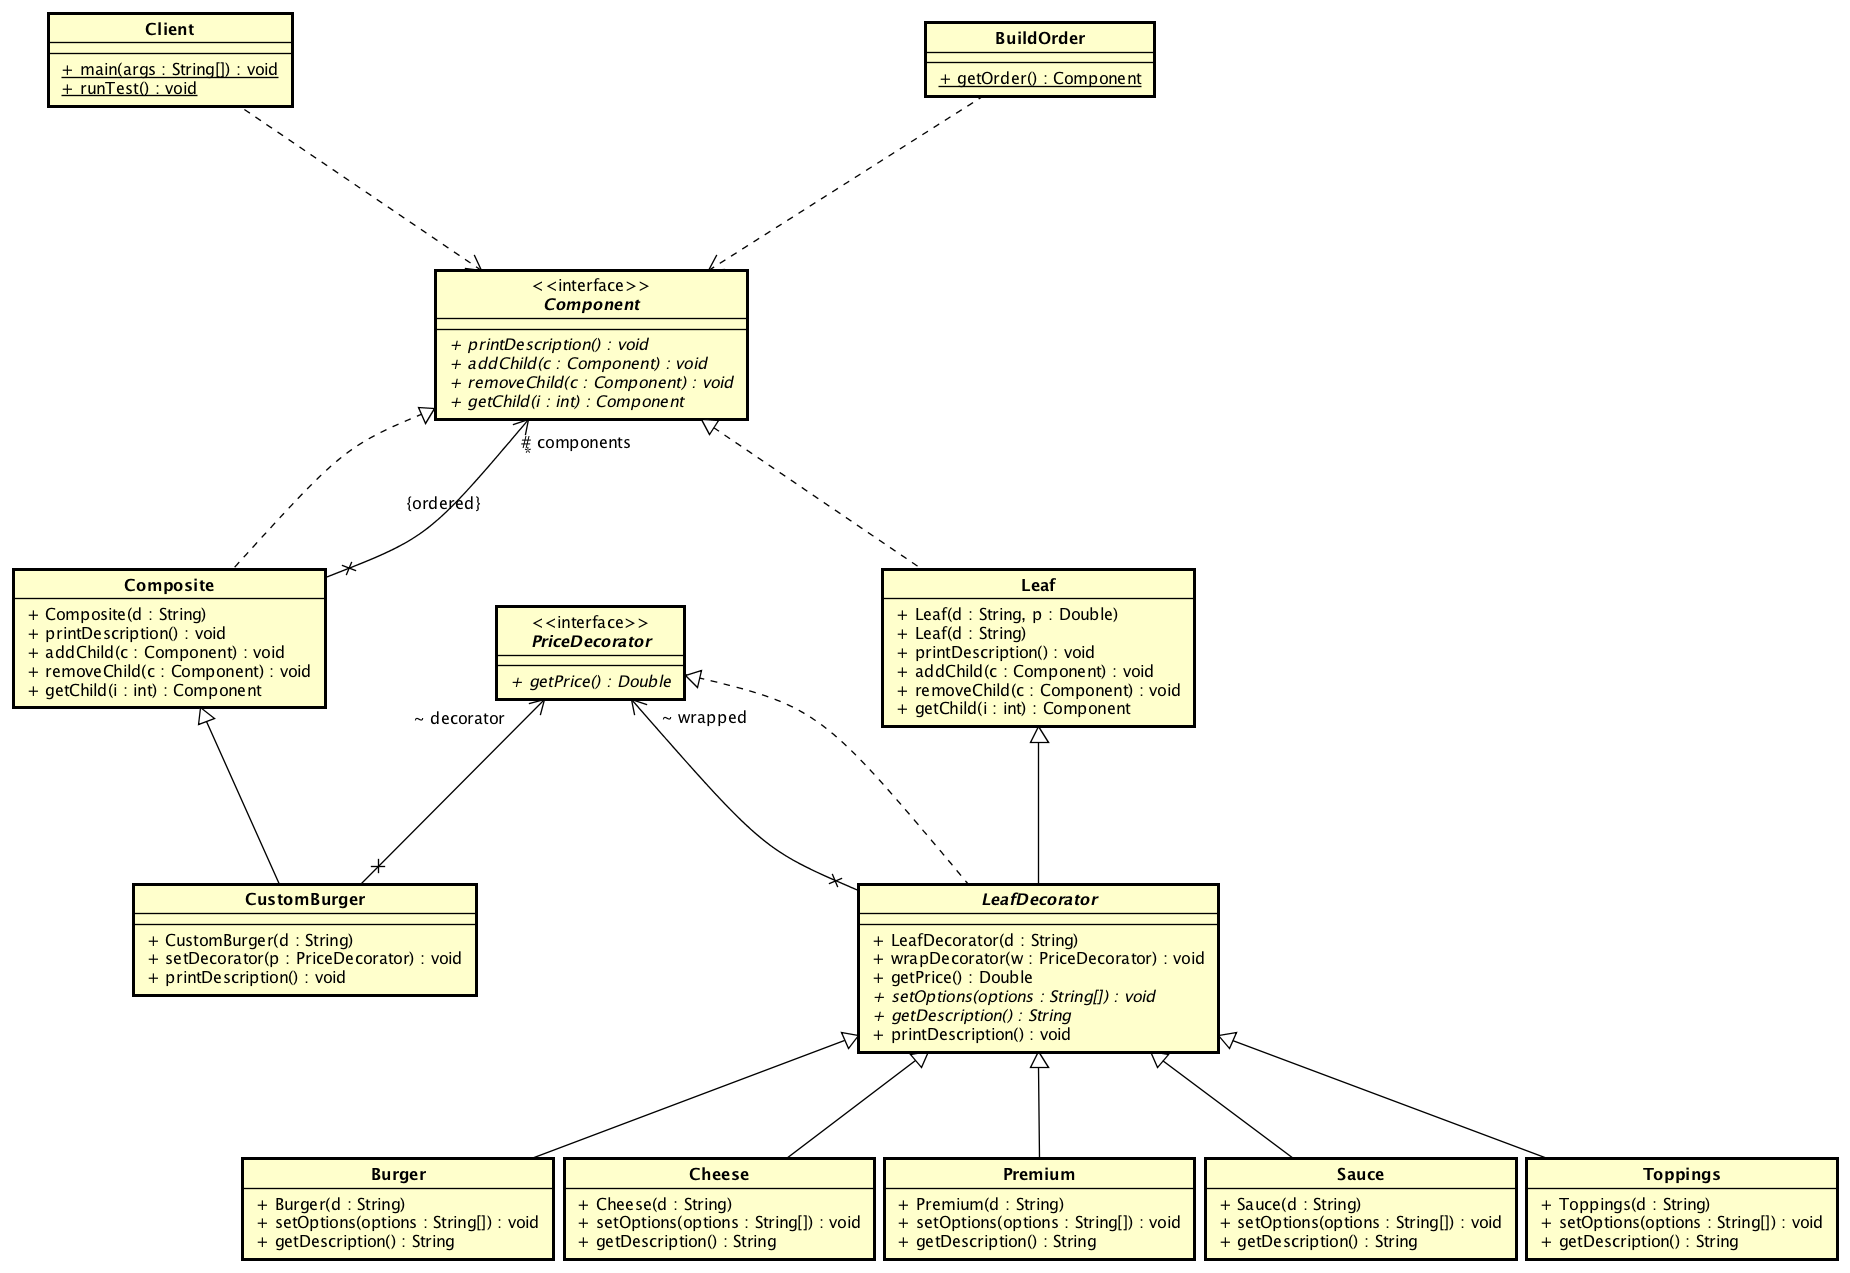 Client
+ main(args : String[]) : void
+ runTest() : void
BuildOrder
+ getOrder() : Component
<<interface>>
Component
+ printDescription() : void
+ addChild(c : Component) : void
+ removeChild(c : Component) : void
+ getChild(i : int) : Component
# components
*
{ordered}
Composite
+ Composite(d : String)
+ printDescription() : void
+ addChild(c : Component) : void
+ removeChild(c : Component) : void
+ getChild(i : int) : Component
<<interface>>
PriceDecorator
+ getPrice() : Double
Leaf
+ Leaf(d : String, p : Double)
+ Leaf(d : String)
+ printDescription() : void
+ addChild(c : Component) : void
+ removeChild(c : Component) : void
+ getChild(i : int) : Component
~ decorator
~ wrapped
CustomBurger
+ CustomBurger(d : String)
+ setDecorator(p : PriceDecorator) : void
+ printDescription() : void
LeafDecorator
+ LeafDecorator(d : String)
+ wrapDecorator(w : PriceDecorator) : void
+ getPrice() : Double
+ setOptions(options : String[]) : void
+ getDescription() : String
+ printDescription() : void
Burger
+ Burger(d : String)
+ setOptions(options : String[]) : void
+ getDescription() : String
Cheese
+ Cheese(d : String)
+ setOptions(options : String[]) : void
+ getDescription() : String
Premium
+ Premium(d : String)
+ setOptions(options : String[]) : void
+ getDescription() : String
Sauce
+ Sauce(d : String)
+ setOptions(options : String[]) : void
+ getDescription() : String
Toppings
+ Toppings(d : String)
+ setOptions(options : String[]) : void
+ getDescription() : String